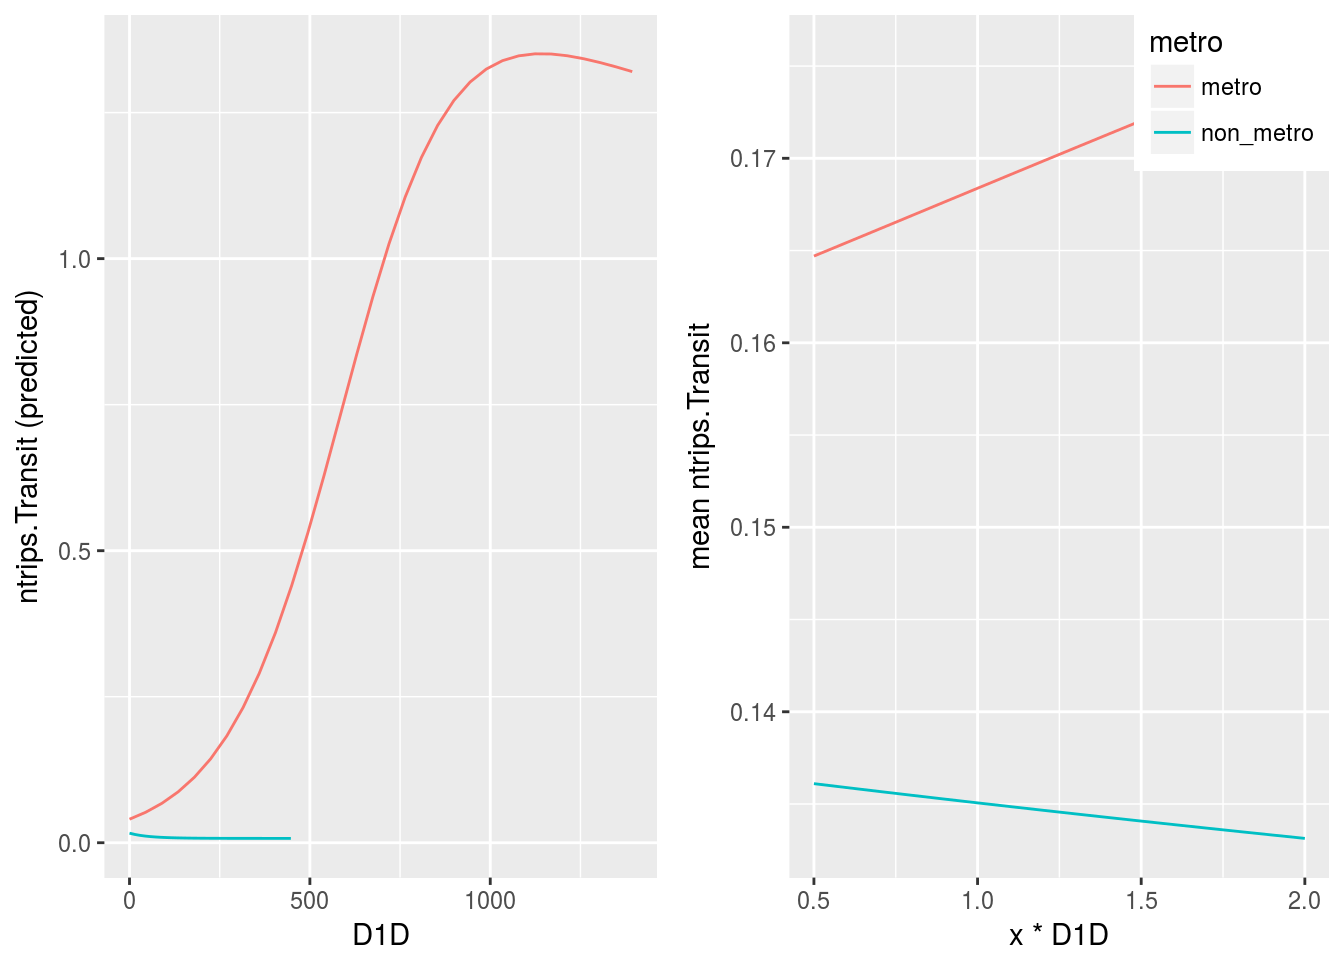 ntrips.Transit (predicted)
1.0
0.5
0.0
0
500
1000
D1D
mean ntrips.Transit
0.17
0.16
0.15
0.14
0.5
1.0
1.5
2.0
x * D1D
metro
metro
non_metro